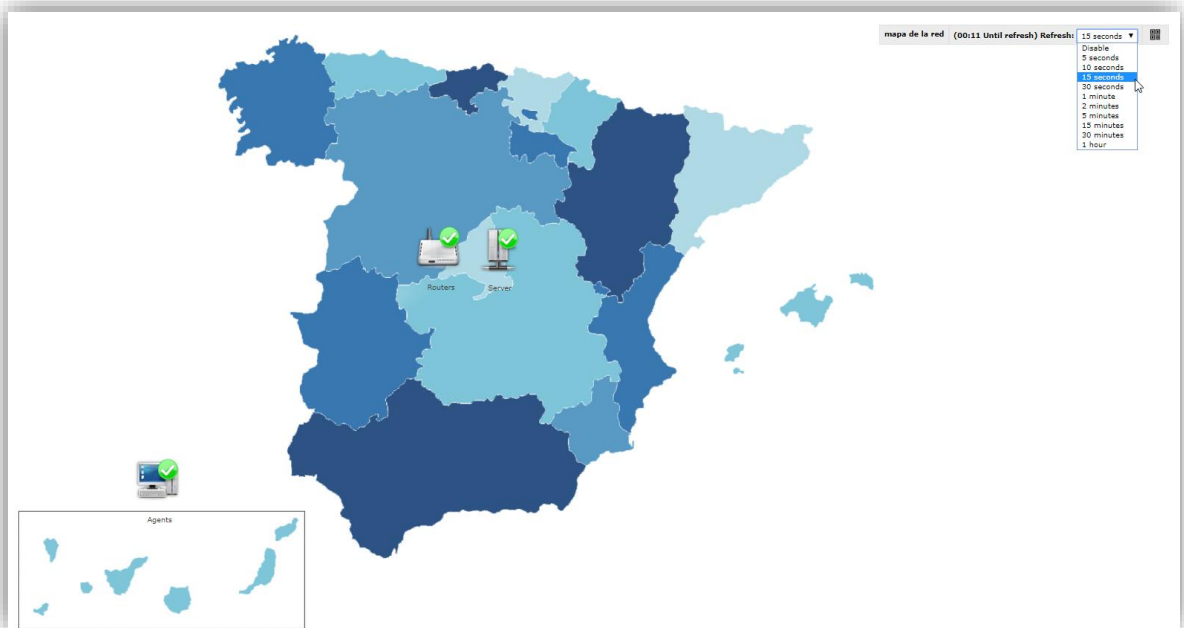 mapa de la red (00:11 Until refresh) Refresh: 15 seconds
Disable
5 seconds
10 seconds
15 seconds
30 seconds
1 minute
2 minutes
5 minutes
15 minutes
30 minutes
1 hour
Routers
Server
Agents